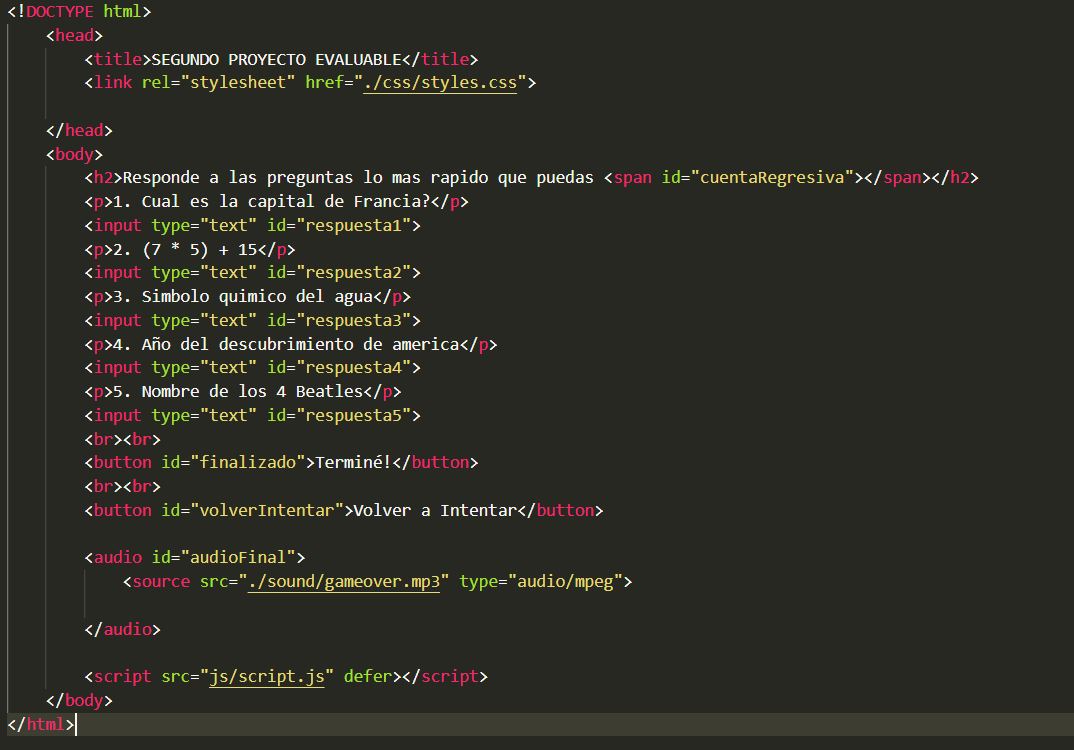 <!DOCTYPE html>
<head>
<title>SEGUNDO PROYECTO EVALUABLE</title>
<link rel="stylesheet" href="./css/styles.css">
</head>
<body>
<h2>Responde a las preguntas lo mas rapido que puedas <span id="cuentaRegresiva"></span></h2>
<p>1. Cual es la capital de Francia?</p>
<input type="text" id="respuesta1">
<p>2. (7 * 5) + 15</p>
<input type="text" id="respuesta2">
<p>3. Simbolo quimico del agua</p>
<input type="text" id="respuesta3">
<p>4. Año del descubrimiento de america</p>
<input type="text" id="respuesta4">
<p>5. Nombre de los 4 Beatles</p>
<input type="text" id="respuesta5">
<br><br>
<button id="finalizado">Terminé!</button>
<br><br>
<button id="volverIntentar">Volver a Intentar</button>
<audio id="audioFinal">
<source src="./sound/gameover.mp3" type="audio/mpeg">
</audio>
<script src="js/script.js" defer></script>
</body>
</html>